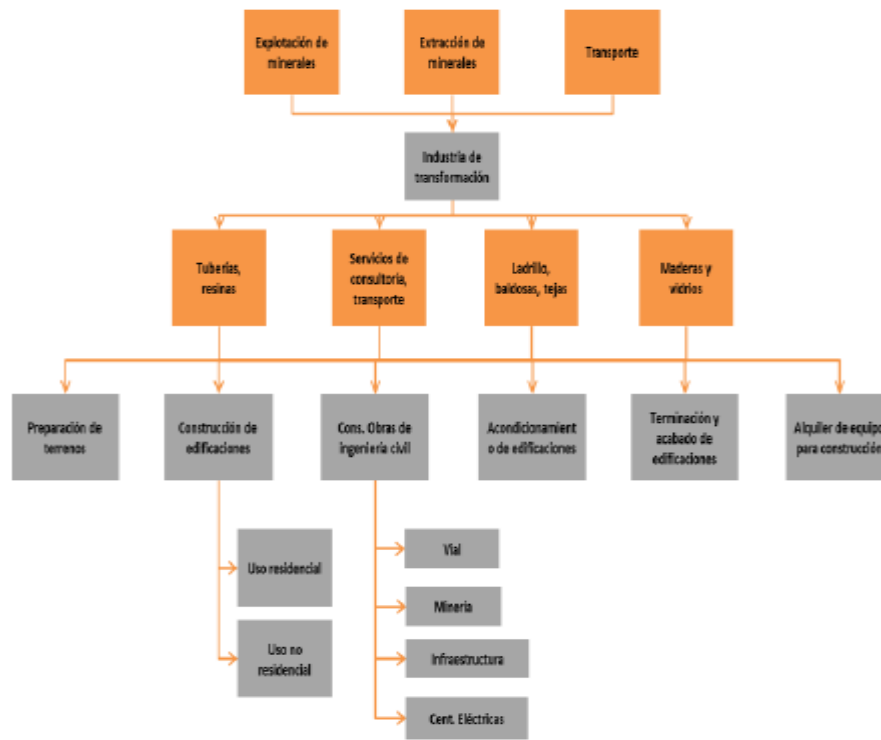 Explotación de
minerales
Extracción de
minerales
Transporte
Industria de
transformación
Tuberías,
resinas
Servicios de
consultoría,
transporte
Ladrillo,
baldosas, tejas
Maderas y
vidrios
Preparación de
terrenos
Construcción de
edificaciones
Cons. Obras de
ingeniería civil
Acondicionamient
o de edificaciones
Terminación y
acabado de
edificaciones
Alquiler de equipo
para construcción
Uso residencial
Uso no
residencial
Vial
Minería
Infraestructura
Cent. Eléctricas